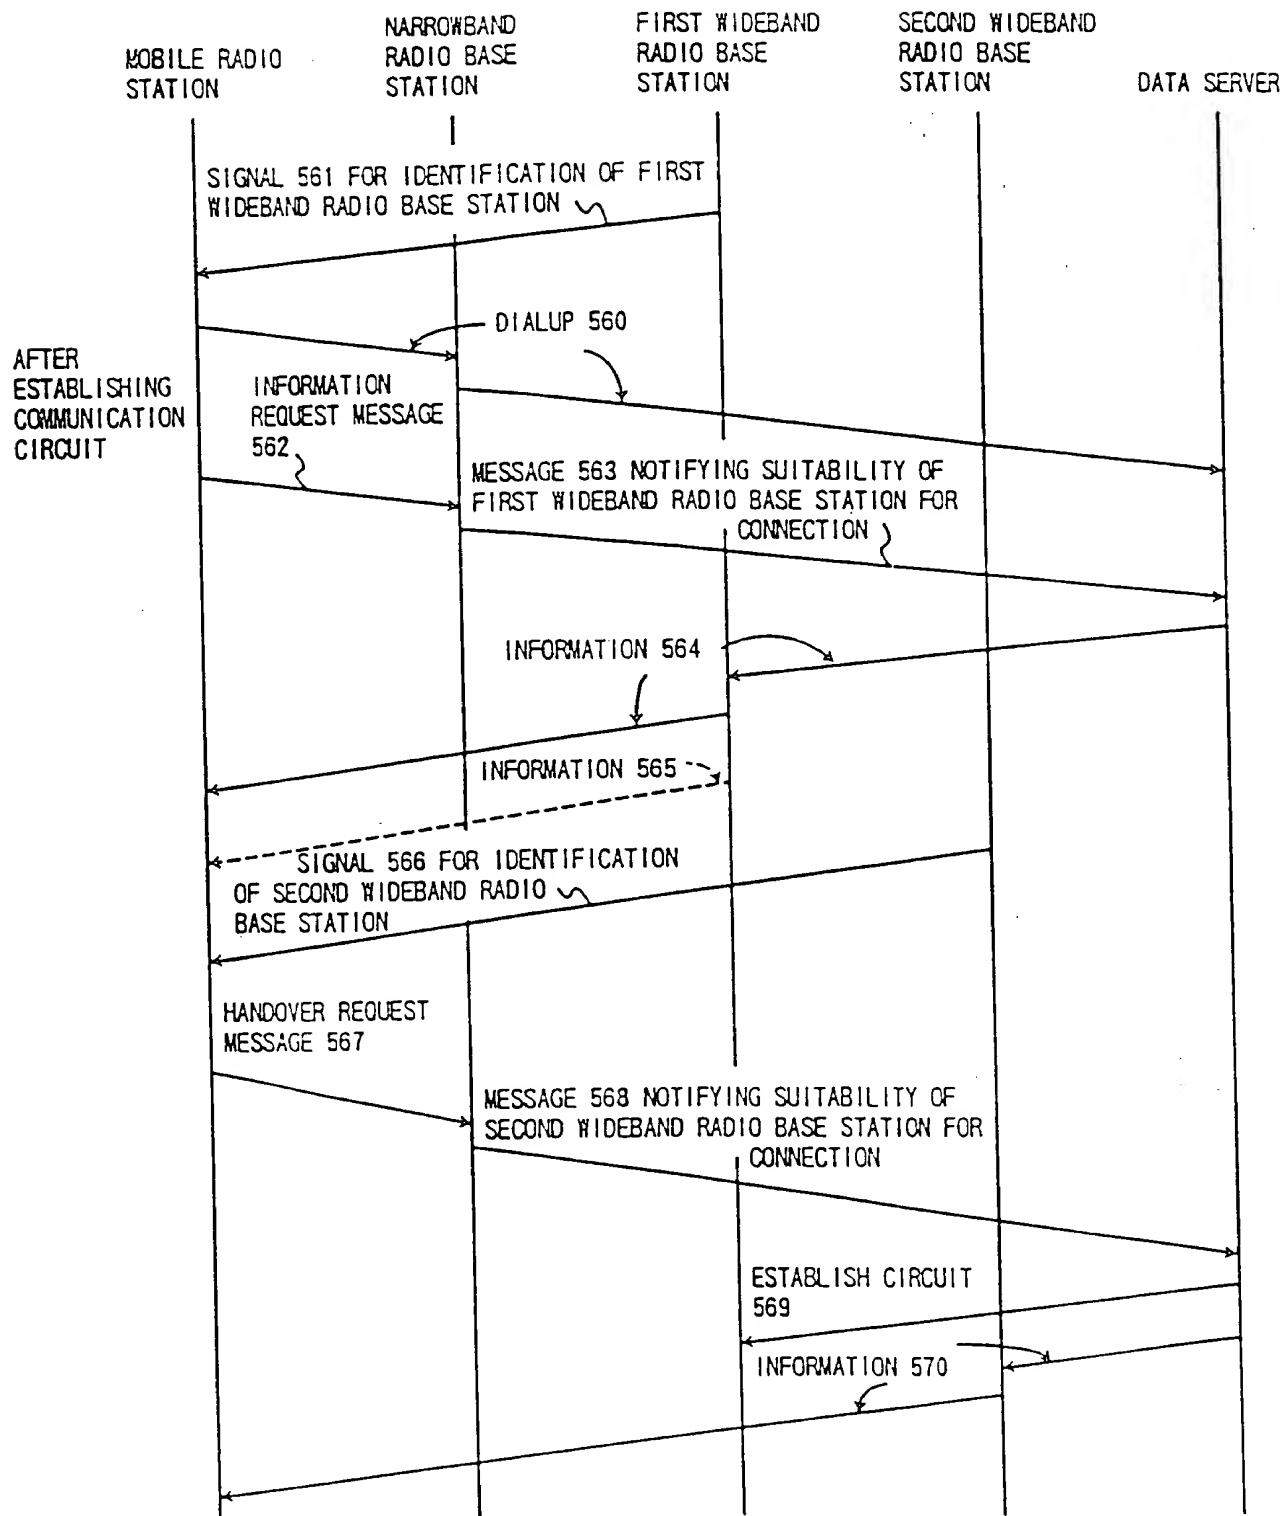 MOBILE RADIO
STATION
NARROWBAND
RADIO BASE
STATION
FIRST WIDEBAND
RADIO BASE
STATION
SECOND WIDEBAND
RADIO BASE
STATION
DATA SERVER
SIGNAL 561 FOR IDENTIFICATION OF FIRST
WIDEBAND RADIO BASE STATION
DIALUP 560
AFTER
ESTABLISHING
COMMUNICATION
CIRCUIT
INFORMATION
REQUEST MESSAGE
562
MESSAGE 563 NOTIFYING SUITABILITY OF
FIRST WIDEBAND RADIO BASE STATION FOR
CONNECTION
INFORMATION 564
INFORMATION 565
SIGNAL 566 FOR IDENTIFICATION
OF SECOND WIDEBAND RADIO
BASE STATION
HANDOVER REQUEST
MESSAGE 567
MESSAGE 568 NOTIFYING SUITABILITY OF
SECOND WIDEBAND RADIO BASE STATION FOR
CONNECTION
ESTABLISH CIRCUIT
569
INFORMATION 570